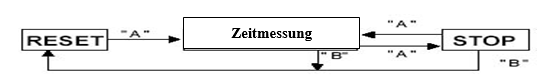 "A"
RESET "A" Zeitmessung STOP
"B" "A" "B"